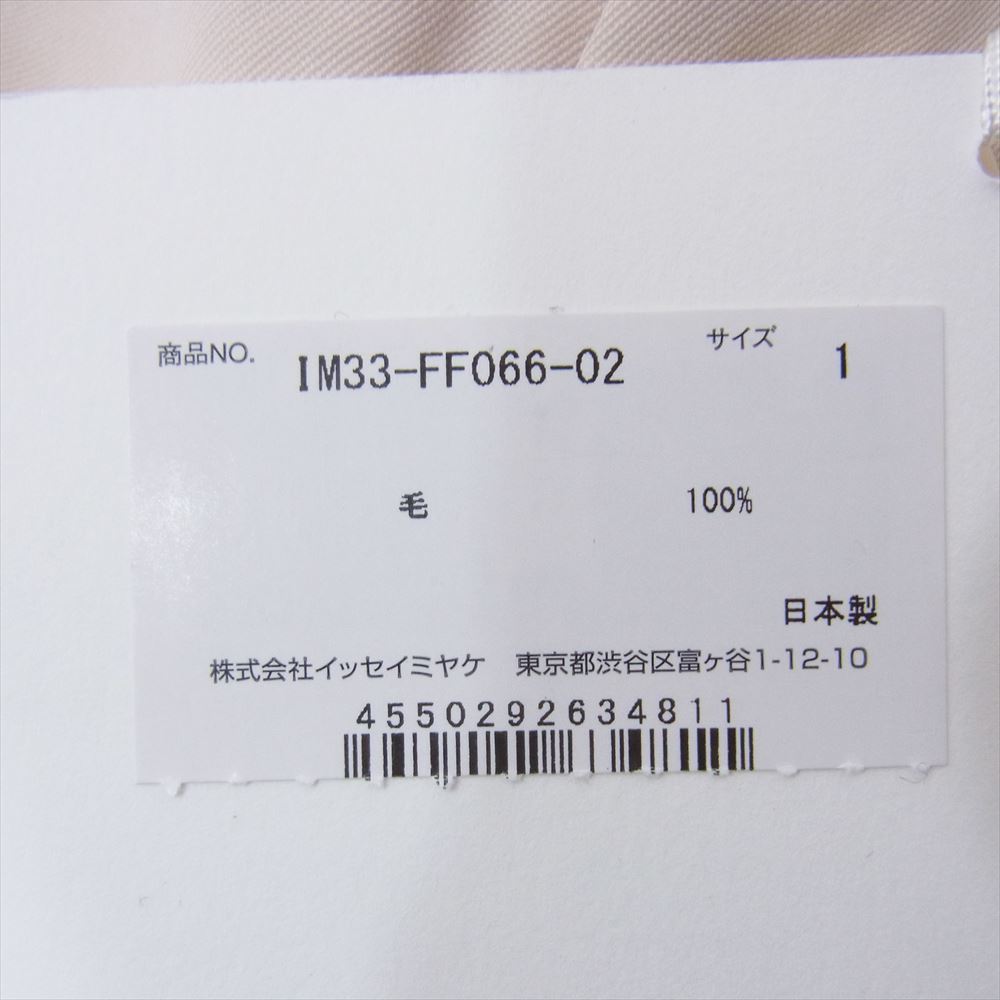 商品NO. IM33-FF066-02 サイズ 1
毛 100%
日本製
株式会社イッセイミヤケ 東京都渋谷区富ヶ谷1-12-10
4550292634811